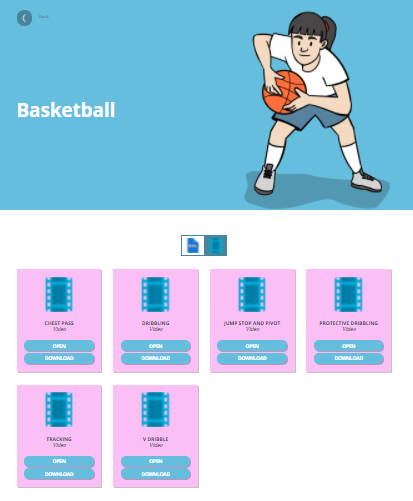 Basketball
CHEST PASS
Video
OPEN
DOWNLOAD
DRIBBLING
Video
OPEN
DOWNLOAD
JUMP STOP AND PIVOT
Video
OPEN
DOWNLOAD
PROTECTIVE DRIBBLING
Video
OPEN
DOWNLOAD
TRACKING
Video
OPEN
DOWNLOAD
V DRIBBLE
Video
OPEN
DOWNLOAD